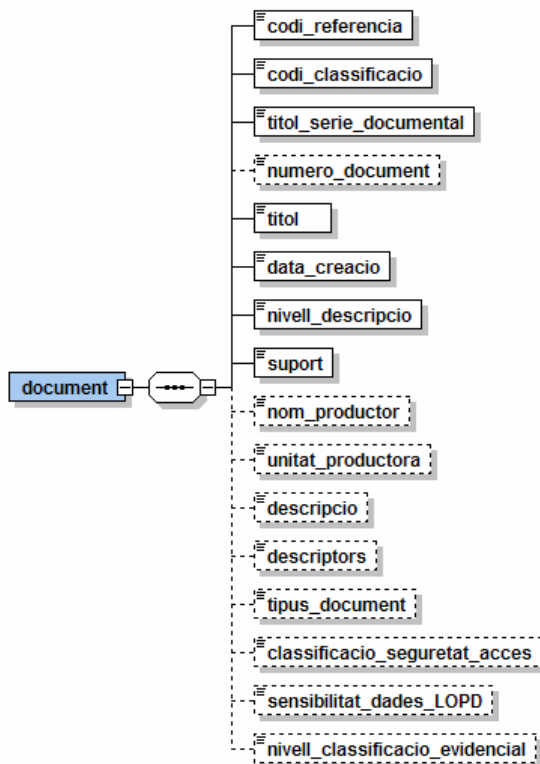 codi_referencia
codi_classificacio
titol_serie_documental
numero_document
titol
data_creacio
nivell_descripcio
document
suport
nom_productor
unitat_productora
descripcio
descriptors
tipus_document
classificacio_seguretat_acces
sensibilitat_dades_LOPD
nivell_classificacio_evidencial